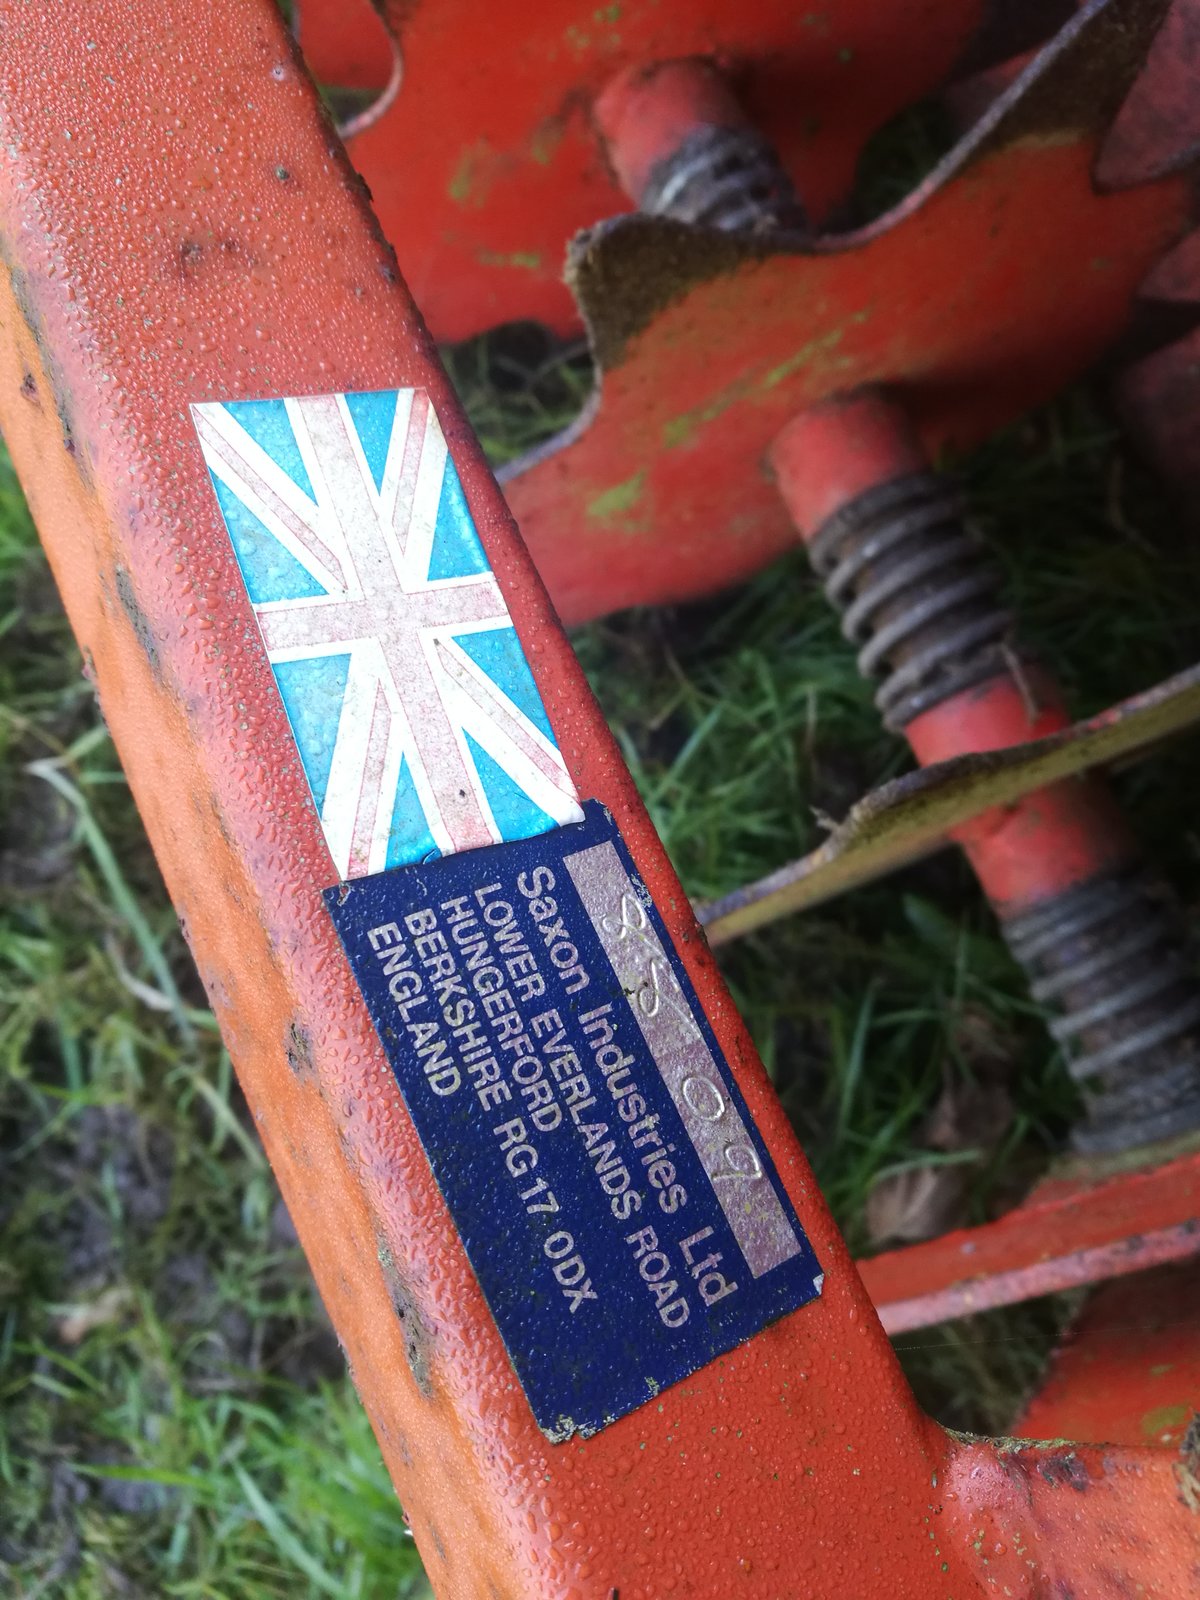 Saxon Industries Ltd
LOWER EVERLANDS ROAD
HUNGERFORD
BERKSHIRE RG17 0DX
ENGLAND